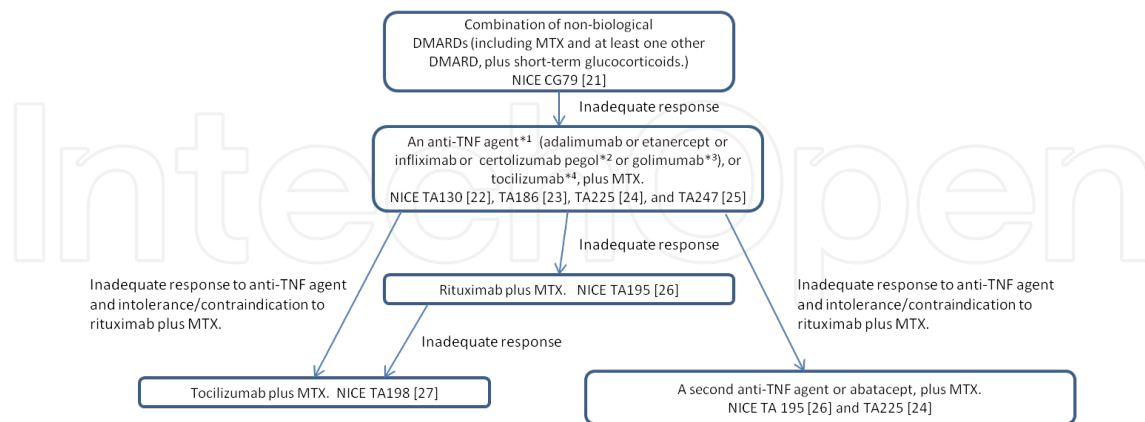 Combination of non-biological
DMARDs (including MTX and at least one other
DMARD, plus short-term glucocorticoids.)
NICE CG79 [21]
Inadequate response
An anti-TNF agent*1 (adalimumab or etanercept or
infliximab or certolizumab pegol*2 or golimumab*3), or
tocilizumab*4, plus MTX.
NICE TA130 [22], TA186 [23], TA225 [24], and TA247 [25]
Inadequate response
Inadequate response to anti-TNF agent
and intolerance/contraindication to
rituximab plus MTX.
Rituximab plus MTX. NICE TA195 [26]
Inadequate response to anti-TNF agent
and intolerance/contraindication to
rituximab plus MTX.
Inadequate response
Tocilizumab plus MTX. NICE TA198 [27]
A second anti-TNF agent or abatacept, plus MTX.
NICE TA 195 [26] and TA225 [24]
IntechOpen